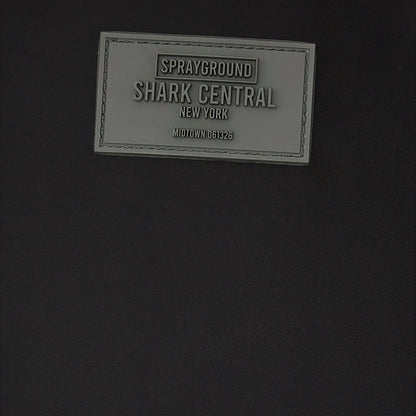 SPRAYGROUND
SHARK CENTRAL
NEW YORK
MIDTOWN 061326